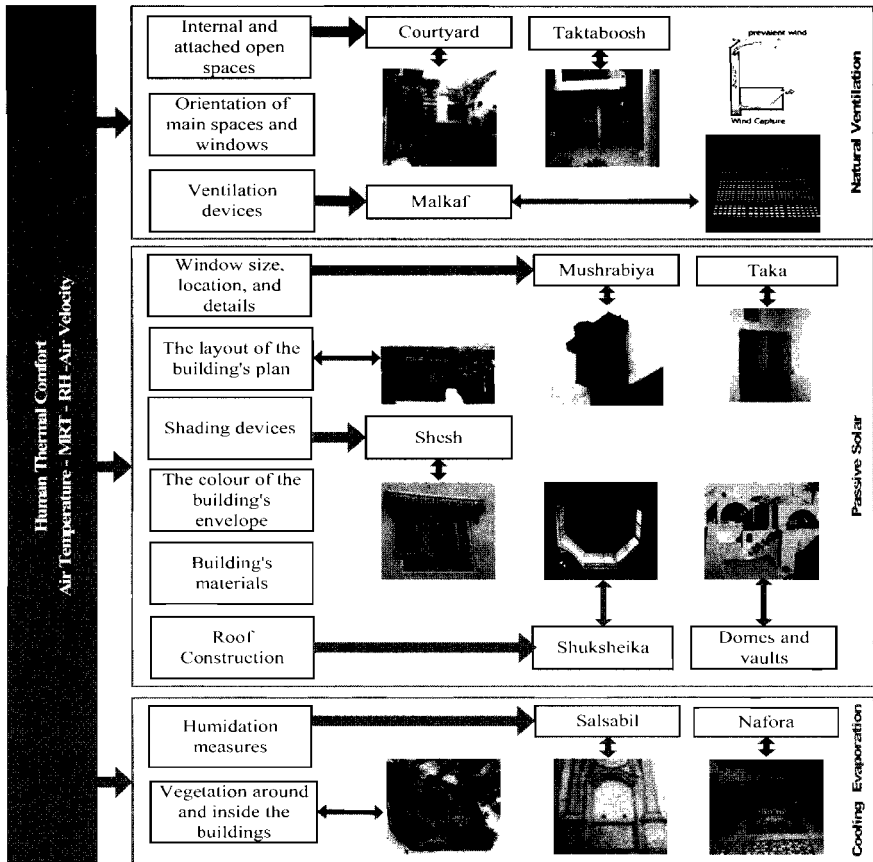 Human Thermal Comfort
Air Temperature - MRT - RH -Air Velocity
Internal and
attached open
spaces
Courtyard
Taktaboosh
prevalent wind
Wind Capture
Orientation of
main spaces and
windows
Ventilation
devices
Malkaf
Natural Ventilation
Window size,
location, and
details
Mushrabiya
Taka
The layout of the
building's plan
Shading devices
Shesh
The colour of the
building's
envelope
Building's
materials
Roof
Construction
Shuksheika
Domes and
vaults
Passive Solar
Humidation
measures
Salsabil
Nafora
Vegetation around
and inside the
buildings
Cooling Evaporation